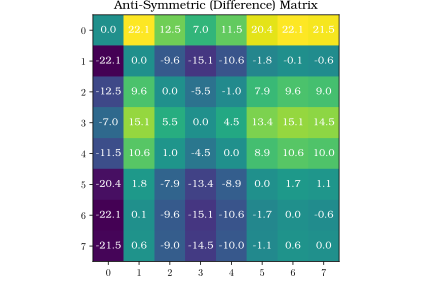 Anti-Symmetric (Difference) Matrix
0 0.0 22.1 12.5 7.0 11.5 20.4 22.1 21.5
1 -22.1 0.0 -9.6 -15.1 -10.6 -1.8 -0.1 -0.6
2 -12.5 9.6 0.0 -5.5 -1.0 7.9 9.6 9.0
3 -7.0 15.1 5.5 0.0 4.5 13.4 15.1 14.5
4 -11.5 10.6 1.0 -4.5 0.0 8.9 10.6 10.0
5 -20.4 1.8 -7.9 -13.4 -8.9 0.0 1.7 1.1
6 -22.1 0.1 -9.6 -15.1 -10.6 -1.7 0.0 -0.6
7 -21.5 0.6 -9.0 -14.5 -10.0 -1.1 0.6 0.0
0 1 2 3 4 5 6 7